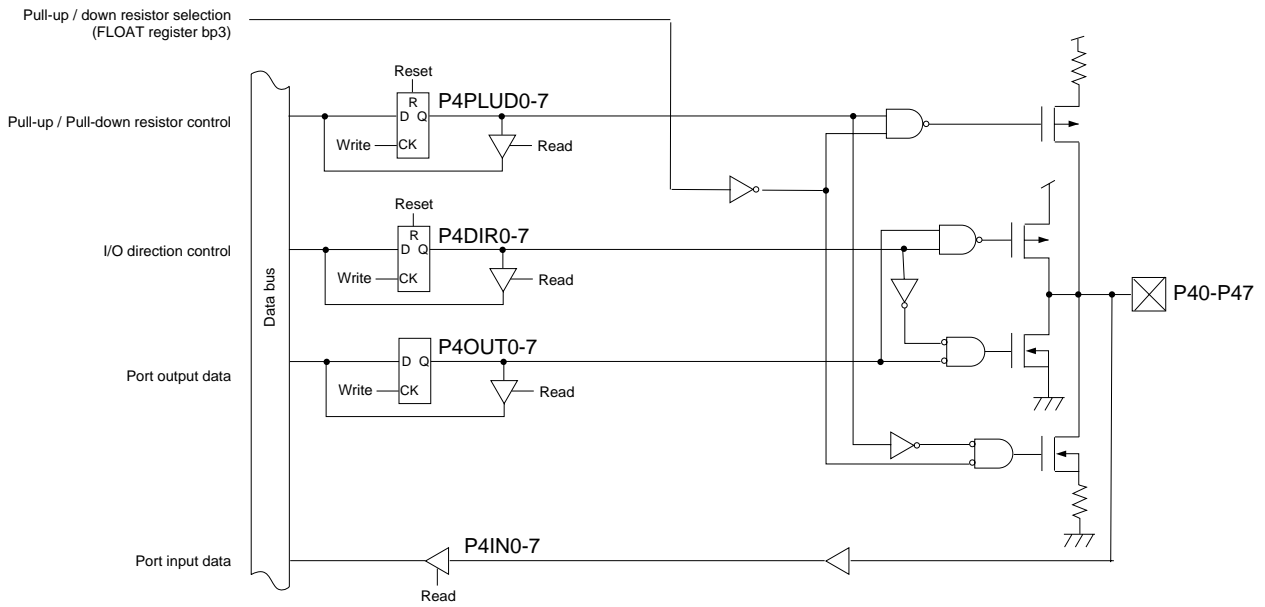 Pull-up / down resistor selection
(FLOAT register bp3)
Reset
R
P4PLUD0-7
Pull-up / Pull-down resistor control
D Q
Write
CK
Read
Reset
R
P4DIR0-7
I/O direction control
D Q
Write
CK
Read
Data bus
P40-P47
P4OUT0-7
Port output data
D Q
Write
CK
Read
P4IN0-7
Port input data
Read